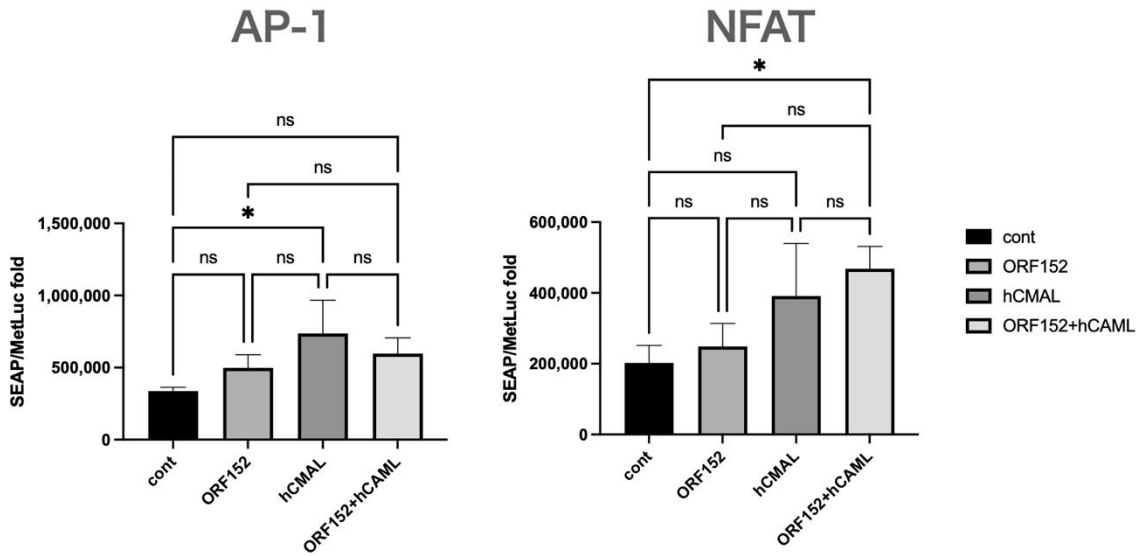 AP-1
ns
ns
*
ns
ns
ns
1,500,000
1,000,000
500,000
0
SEAP/MetLuc fold
cont
ORF152
hCMAL
ORF152+hCAML
NFAT
*
ns
ns
ns
ns
ns
600,000
400,000
200,000
0
SEAP/MetLuc fold
cont
ORF152
hCMAL
ORF152+hCAML
cont
ORF152
hCMAL
ORF152+hCAML